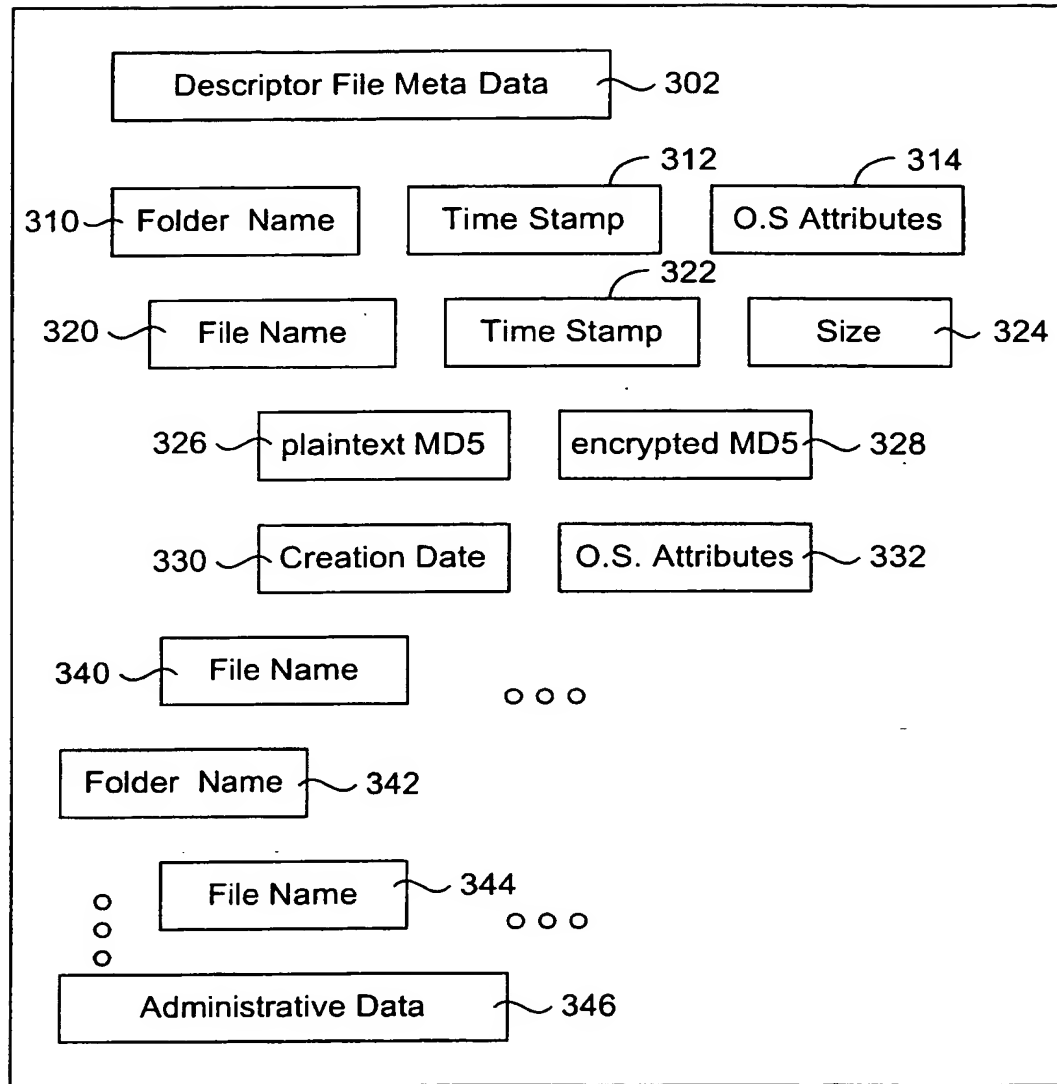 Descriptor File Meta Data 302
312 314
310 Folder Name Time Stamp O.S Attributes
322
320 File Name Time Stamp Size 324
326 plaintext MD5 encrypted MD5 328
330 Creation Date O.S. Attributes 332
340 File Name
Folder Name 342
File Name 344
Administrative Data 346